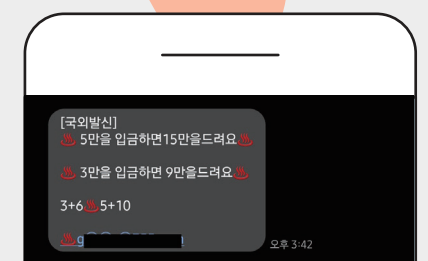 [국외발신]
♨ 5만을 입금하면15만을드려요♨
♨ 3만을 입금하면 9만을드려요♨
3+6♨5+10
♨
오후 3:42